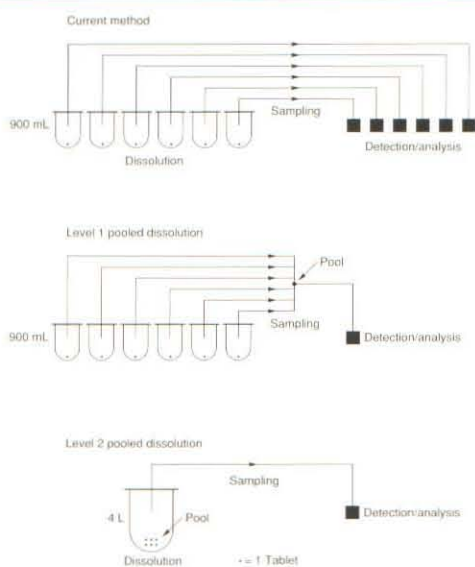 Current method
900 mL
Sampling
Dissolution
Detection/analysis
Level 1 pooled dissolution
Pool
900 mL
Sampling
Detection/analysis
Level 2 pooled dissolution
Sampling
4 L
Pool
Detection/analysis
Dissolution
• = 1 Tablet